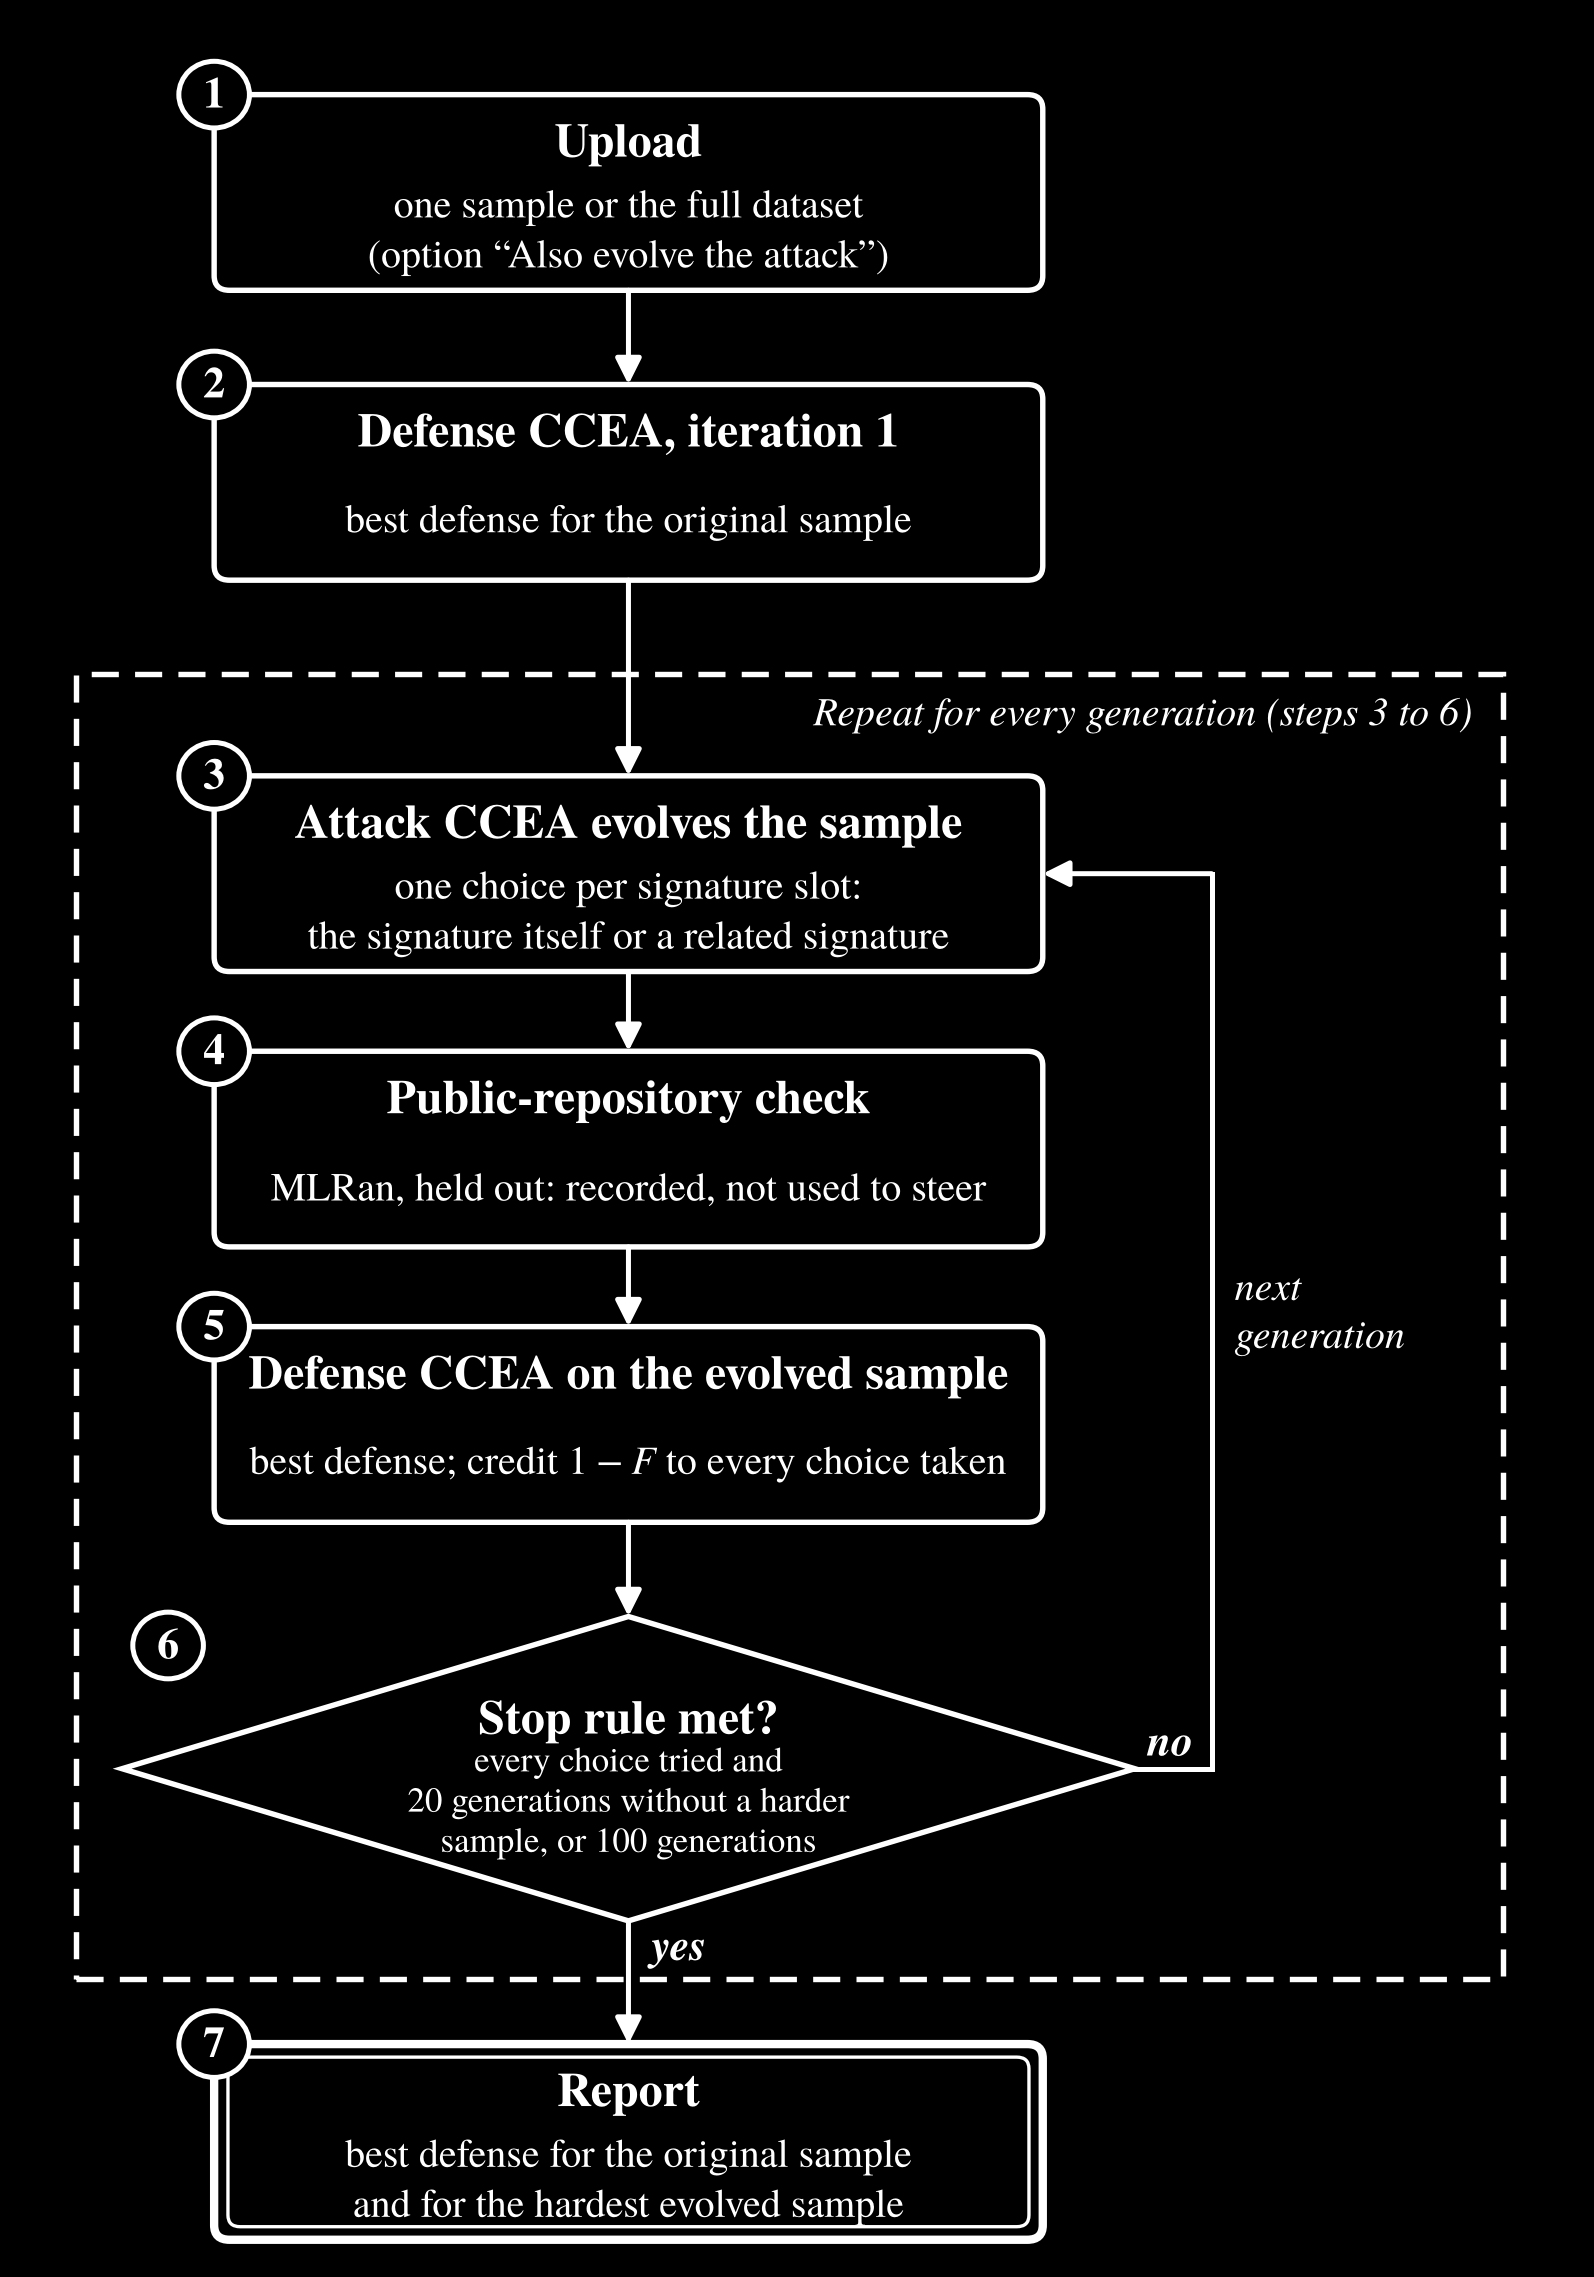 1
Upload
one sample or the full dataset
(option “Also evolve the attack”)
2
Defense CCEA, iteration 1
best defense for the original sample
Repeat for every generation (steps 3 to 6)
3
Attack CCEA evolves the sample
one choice per signature slot:
the signature itself or a related signature
4
Public-repository check
MLRan, held out: recorded, not used to steer
next
generation
5
Defense CCEA on the evolved sample
best defense; credit 1 − F to every choice taken
6
Stop rule met?
every choice tried and
20 generations without a harder
sample, or 100 generations
no
yes
7
Report
best defense for the original sample
and for the hardest evolved sample